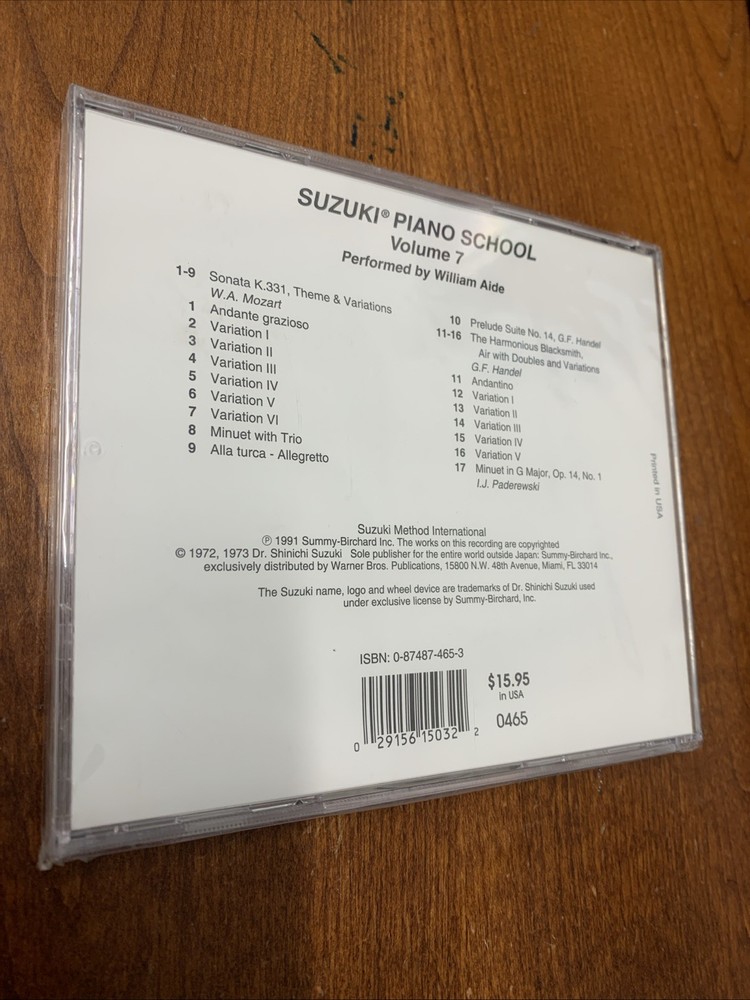 SUZUKI® PIANO SCHOOL
Volume 7
Performed by William Aide
1-9 Sonata K.331, Theme & Variations
W.A. Mozart
1 Andante grazioso
2 Variation I
3 Variation II
4 Variation III
5 Variation IV
6 Variation V
7 Variation VI
8 Minuet with Trio
9 Alla turca - Allegretto
10 Prelude Suite No. 14, G.F. Handel
11-16 The Harmonious Blacksmith,
Air with Doubles and Variations
G.F. Handel
11 Andantino
12 Variation I
13 Variation II
14 Variation III
15 Variation IV
16 Variation V
17 Minuet in G Major, Op. 14, No. 1
I.J. Paderewski
Printed in USA
Suzuki Method International
℗ 1991 Summy-Birchard Inc. The works on this recording are copyrighted
© 1972, 1973 Dr. Shinichi Suzuki Sole publisher for the entire world outside Japan: Summy-Birchard Inc.,
exclusively distributed by Warner Bros. Publications, 15800 N.W. 48th Avenue, Miami, FL 33014
The Suzuki name, logo and wheel device are trademarks of Dr. Shinichi Suzuki used
under exclusive license by Summy-Birchard, Inc.
ISBN: 0-87487-465-3
$15.95
in USA
0465
0 29156 15032 2